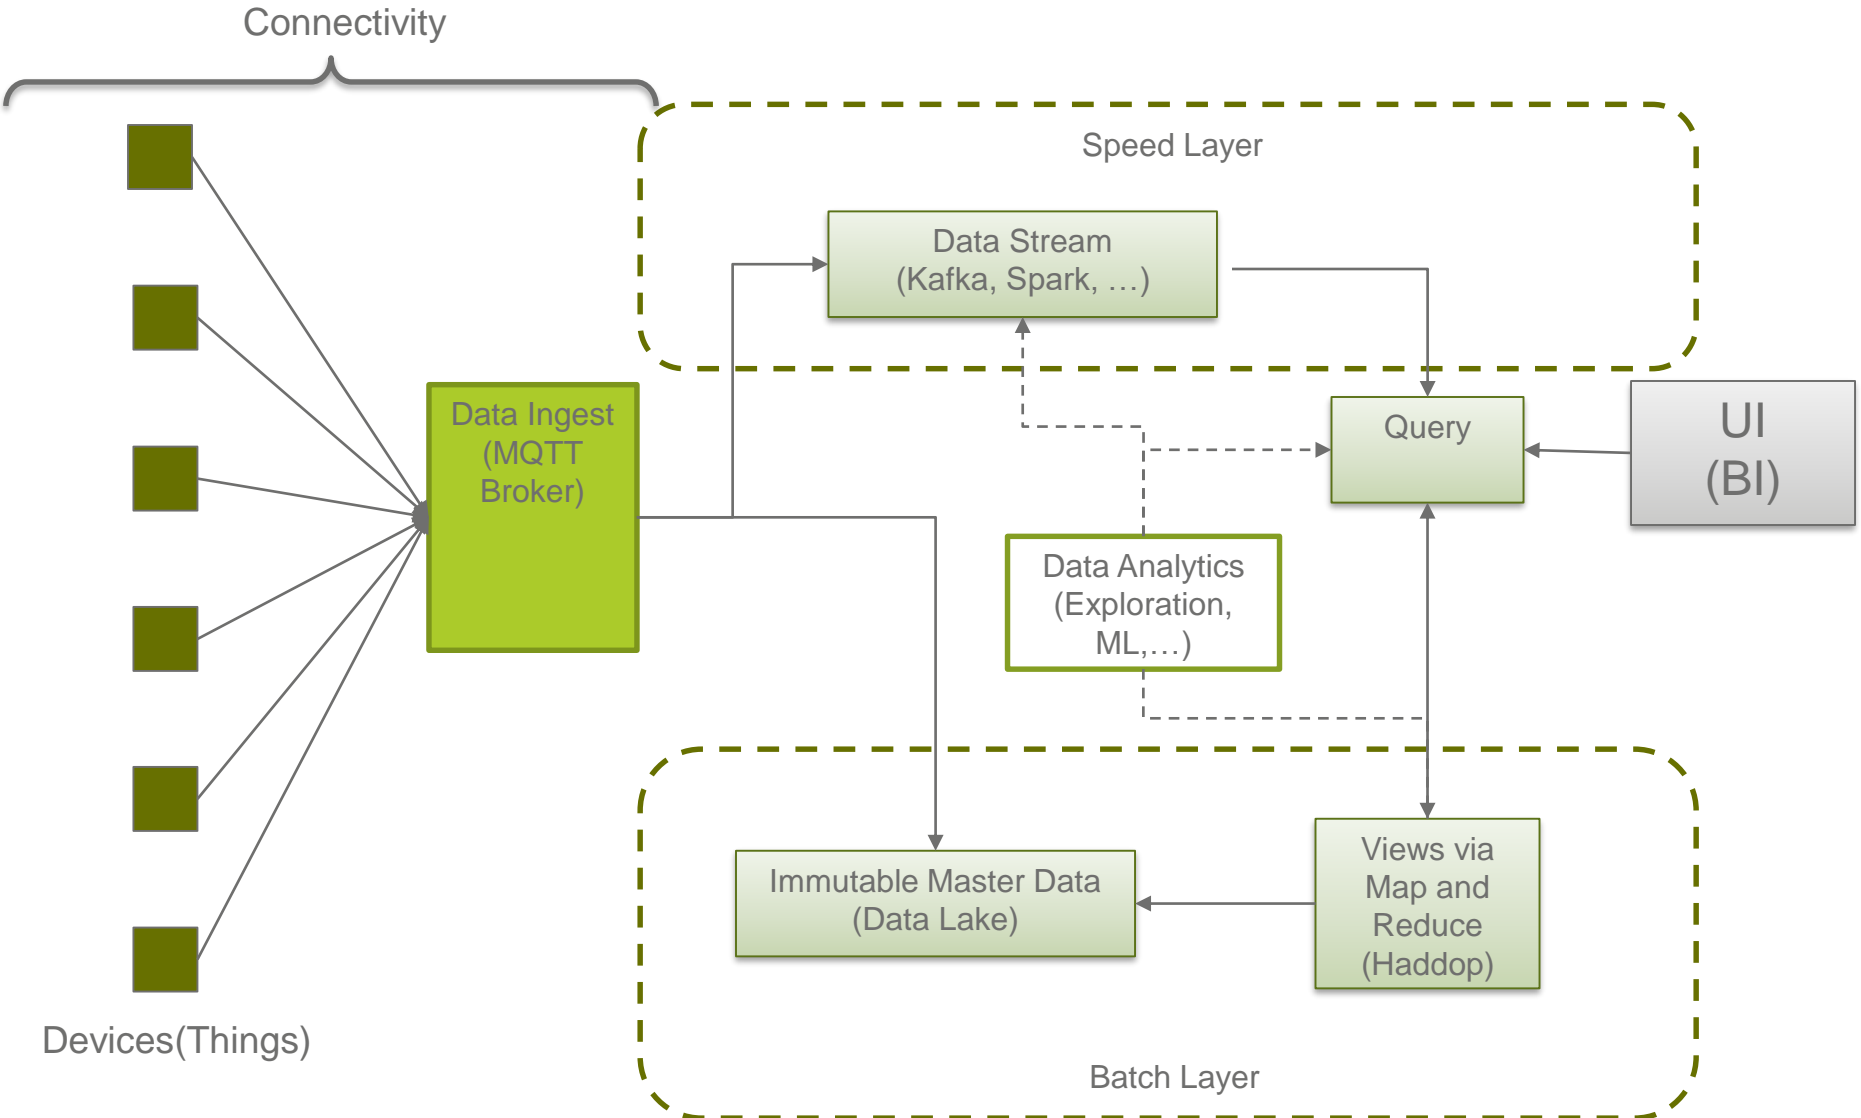 Connectivity
Speed Layer
Data Stream
(Kafka, Spark, …)
Data Ingest
(MQTT
Broker)
Query
UI
(BI)
Data Analytics
(Exploration,
ML,…)
Immutable Master Data
(Data Lake)
Views via
Map and
Reduce
(Haddop)
Devices(Things)
Batch Layer